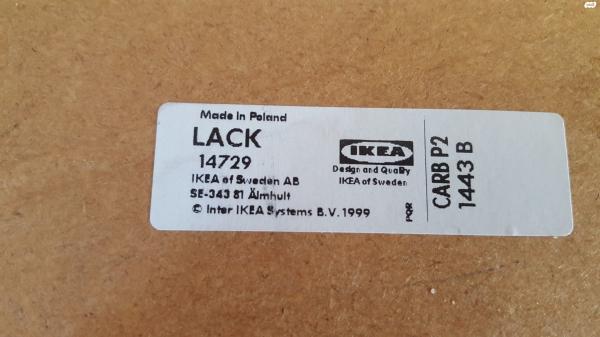 Made in Poland
LACK
14729
IKEA of Sweden AB
SE-343 81 Älmhult
© Inter IKEA Systems B.V. 1999
IKEA
Design and Quality
IKEA of Sweden
PQR
CARB P2
1443 B